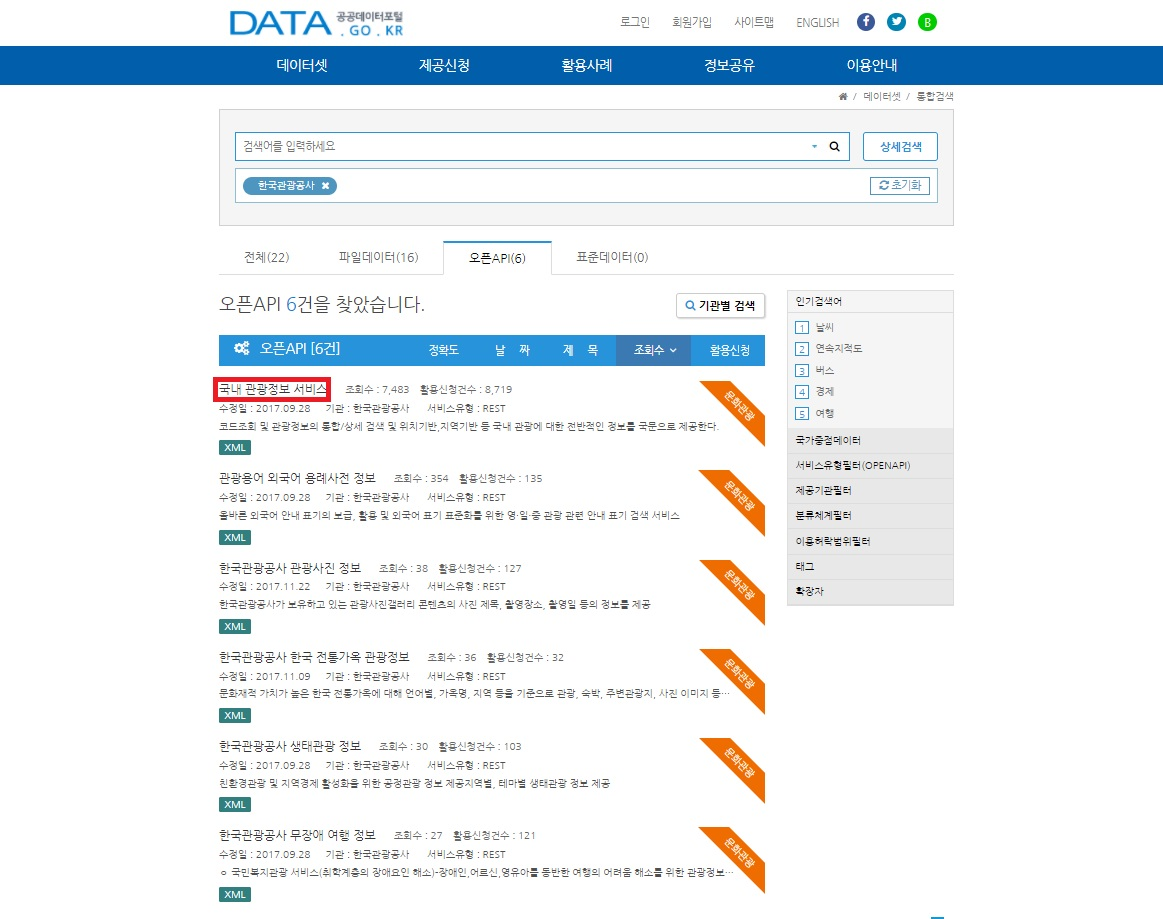 DATA 공공데이터포털 .GO.KR
로그인 회원가입 사이트맵 ENGLISH f B
데이터셋 제공신청 활용사례 정보공유 이용안내
/ 데이터셋 / 통합검색
검색어를 입력하세요 상세검색
한국관광공사 초기화
전체(22) 파일데이터(16) 오픈API(6) 표준데이터(0)
오픈API 6건을 찾았습니다. 기관별 검색
오픈API [6건] 정확도 날 짜 제 목 조회수 활용신청
국내 관광정보 서비스 조회수 : 7,483 활용신청건수 : 8,719
수정일 : 2017.09.28 기관 : 한국관광공사 서비스유형 : REST
코드조회 및 관광정보의 통합/상세 검색 및 위치기반,지역기반 등 국내 관광에 대한 전반적인 정보를 국문으로 제공한다.
XML
문화관광
관광용어 외국어 용례사전 정보 조회수 : 354 활용신청건수 : 135
수정일 : 2017.09.28 기관 : 한국관광공사 서비스유형 : REST
올바른 외국어 안내 표기의 보급, 활용 및 외국어 표기 표준화를 위한 영·일·중 관광 관련 안내 표기 검색 서비스
XML
문화관광
한국관광공사 관광사진 정보 조회수 : 38 활용신청건수 : 127
수정일 : 2017.11.22 기관 : 한국관광공사 서비스유형 : REST
한국관광공사가 보유하고 있는 관광사진갤러리 콘텐츠의 사진 제목, 촬영장소, 촬영일 등의 정보를 제공
XML
문화관광
한국관광공사 한국 전통가옥 관광정보 조회수 : 36 활용신청건수 : 32
수정일 : 2017.11.09 기관 : 한국관광공사 서비스유형 : REST
문화재적 가치가 높은 한국 전통가옥에 대해 언어별, 가옥명, 지역 등을 기준으로 관광, 숙박, 주변관광지, 사진 이미지 등…
XML
문화관광
한국관광공사 생태관광 정보 조회수 : 30 활용신청건수 : 103
수정일 : 2017.09.28 기관 : 한국관광공사 서비스유형 : REST
친환경관광 및 지역경제 활성화를 위한 공정관광 정보 제공지역별, 테마별 생태관광 정보 제공
XML
문화관광
한국관광공사 무장애 여행 정보 조회수 : 27 활용신청건수 : 121
수정일 : 2017.09.28 기관 : 한국관광공사 서비스유형 : REST
ㅇ 국민복지관광 서비스(취학계층의 장애요인 해소)-장애인,어르신,영유아를 동반한 여행의 어려움 해소를 위한 관광정보…
XML
문화관광
인기검색어
1 날씨
2 연속지적도
3 버스
4 경제
5 여행
국가중점데이터
서비스유형필터(OPENAPI)
제공기관필터
분류체계필터
이용허락범위필터
태그
확장자